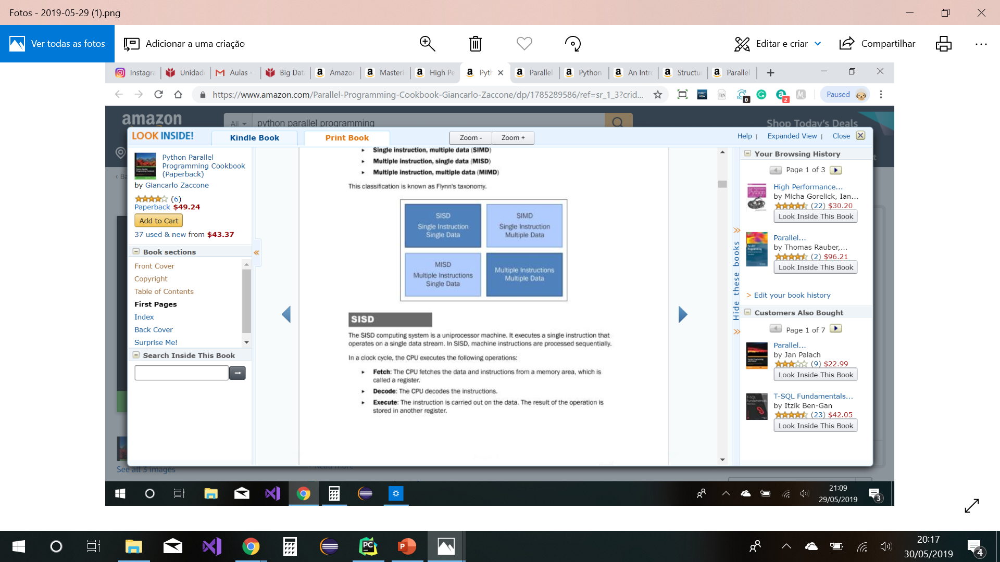 Fotos - 2019-05-29 (1).png
Ver todas as fotos
Adicionar a uma criação
Editar e criar
Compartilhar
Instagra
Unidad
Aulas -
Big Dat
Amazon
Masteri
High Pe
Pyth
Parallel
Python
An Intro
Structu
Parallel
https://www.amazon.com/Parallel-Programming-Cookbook-Giancarlo-Zaccone/dp/1785289586/ref=sr_1_3?crid...
0
2
Paused
amazon
All
python parallel programming
Shop Today's Deals
LOOK INSIDE!
Kindle Book
Print Book
Zoom -
Zoom +
Help |
Expanded View |
Close
Python Parallel
Programming Cookbook
(Paperback)
by Giancarlo Zaccone
(6)
Paperback $49.24
Add to Cart
37 used & new from $43.37
Book sections
Front Cover
Copyright
Table of Contents
First Pages
Index
Back Cover
Surprise Me!
Search Inside This Book
Single instruction, multiple data (SIMD)
Multiple instruction, single data (MISD)
Multiple instruction, multiple data (MIMD)
This classification is known as Flynn's taxonomy.
SISD
Single Instruction
Single Data
SIMD
Single Instruction
Multiple Data
MISD
Multiple Instructions
Single Data
Multiple Instructions
Multiple Data
SISD
The SISD computing system is a uniprocessor machine. It executes a single instruction that
operates on a single data stream. In SISD, machine instructions are processed sequentially.
In a clock cycle, the CPU executes the following operations:
Fetch: The CPU fetches the data and instructions from a memory area, which is
called a register.
Decode: The CPU decodes the instructions.
Execute: The instruction is carried out on the data. The result of the operation is
stored in another register.
Hide these books
Your Browsing History
Page 1 of 3
High Performance...
by Micha Gorelick, Ian...
(22) $30.20
Look Inside This Book
Parallel...
by Thomas Rauber,...
(2) $96.21
Look Inside This Book
> Edit your book history
Customers Also Bought
Page 1 of 7
Parallel...
by Jan Palach
(9) $22.99
Look Inside This Book
T-SQL Fundamentals...
by Itzik Ben-Gan
(23) $42.05
Look Inside This Book
See all 3 images
Read more
21:09
29/05/2019
3
20:17
30/05/2019
4